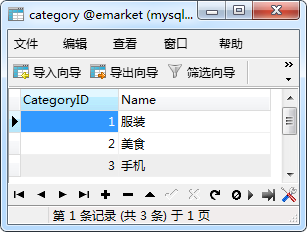 category @emarket (mysql...
文件 编辑 查看 窗口 帮助
导入向导 导出向导 筛选向导
CategoryID Name
1 服装
2 美食
3 手机
第 1 条记录 (共 3 条) 于 1 页